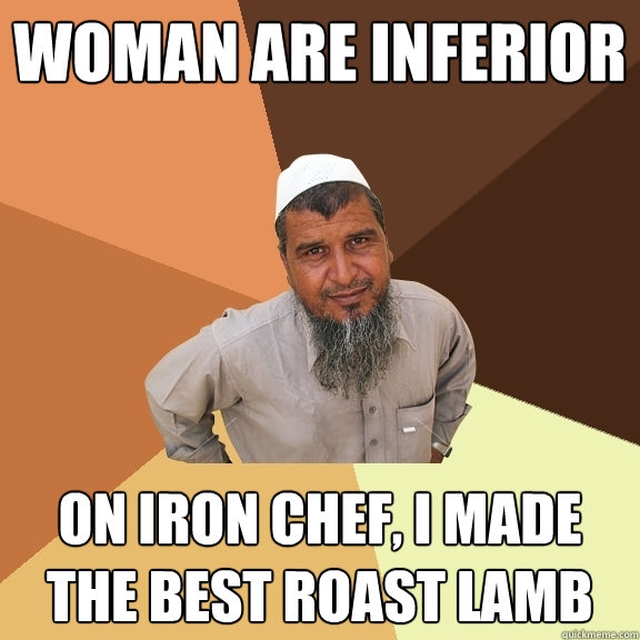 WOMAN ARE INFERIOR
ON IRON CHEF, I MADE
THE BEST ROAST LAMB
quickmeme.com